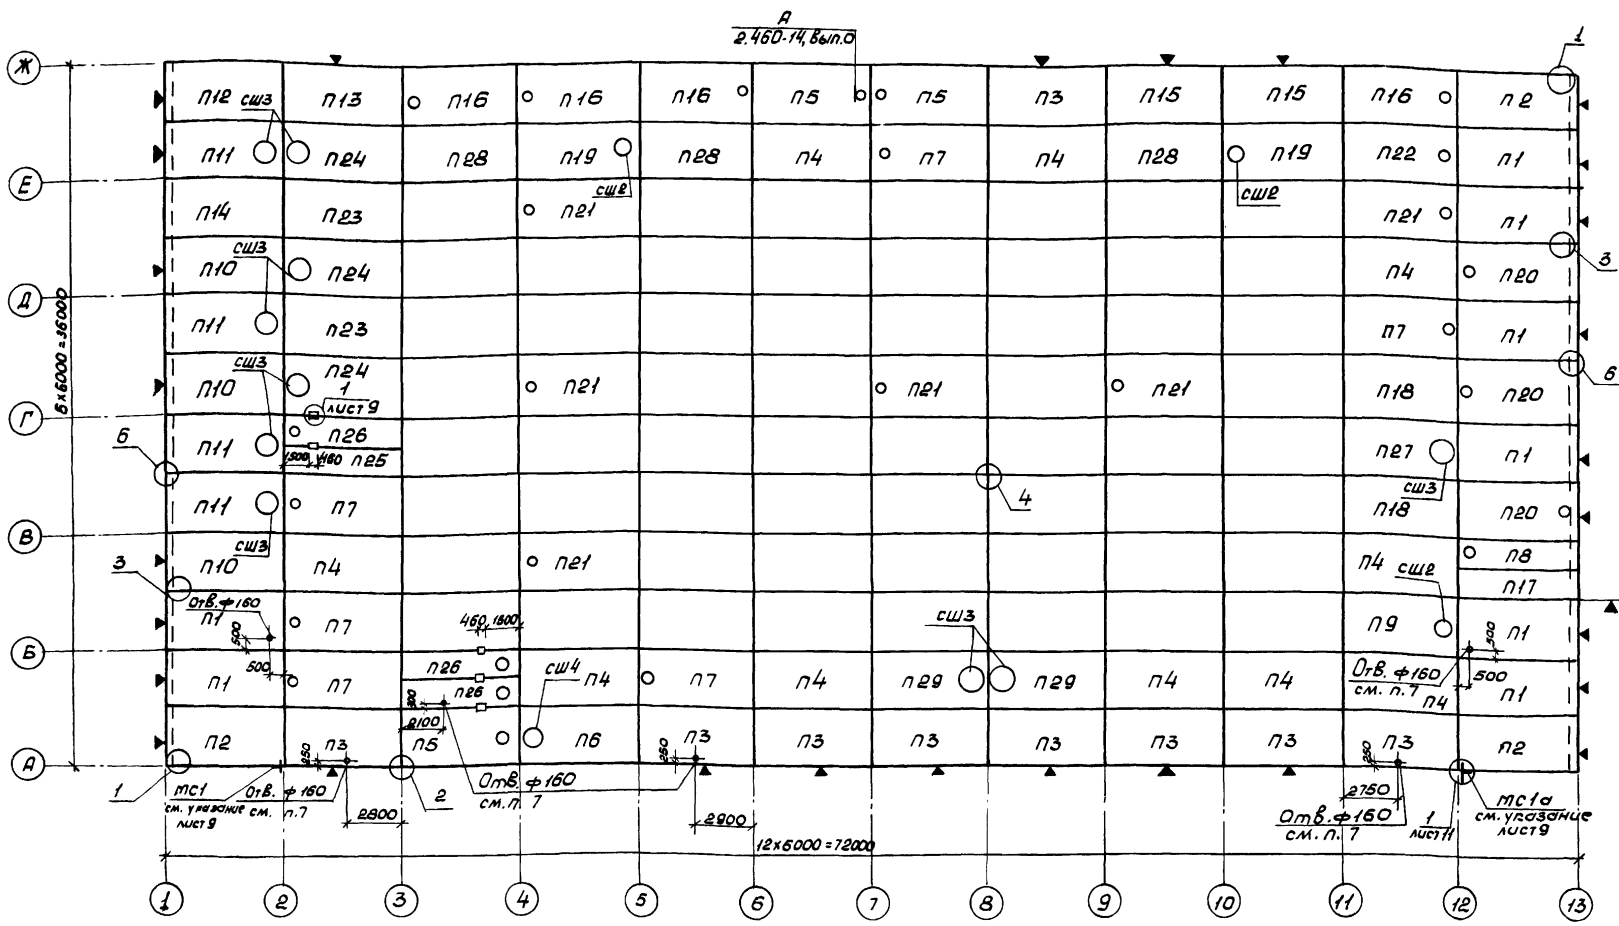 А
2.460-14, Вып.0
1
Ж
п12 сш3 п13 п16 п16 п16 п5 п5 п3 п15 п15 п16 п2
п11 п24 п28 п19 п28 п4 п7 п4 п28 п19 п22 п1
Е
сш2 сш2
п14 п23 п21 п21 п1
сш3 3
п10 п24 п4 п20
Д
6х6000=36000
п11 п23 п7 п1
сш3 п24 6
п10 1 п21 п21 п21 п18 п20
лист 9
Г
6 п11 п26 п27 п1
1500 460 п25
4 сш3
п11 п7 п18 п20
В
сш3 п8
3 п10 п4 п21 п4 сш2
п17
Отв. ф160
п1 п7 460 1500 сш3 п9 п1
500 500
Б
500 п26 сш4 Отв. ф160 500
см. п. 7
п1 п7 п26 п4 п7 п4 п29 п29 п4 п4 п4 п1
300
2100
п2 п3 п5 п6 п3 п3 п3 п3 п3 п3 п3 п2
250 250 250
А
1 мс1 Отв. ф160 2 Отв. ф160 2750 мс1а
см. указание см. п.7 см. п. 7 Отв. ф160 1 см. указание
лист 9 2800 2900 см. п. 7 лист 11 лист 9
12х6000=72000
1 2 3 4 5 6 7 8 9 10 11 12 13